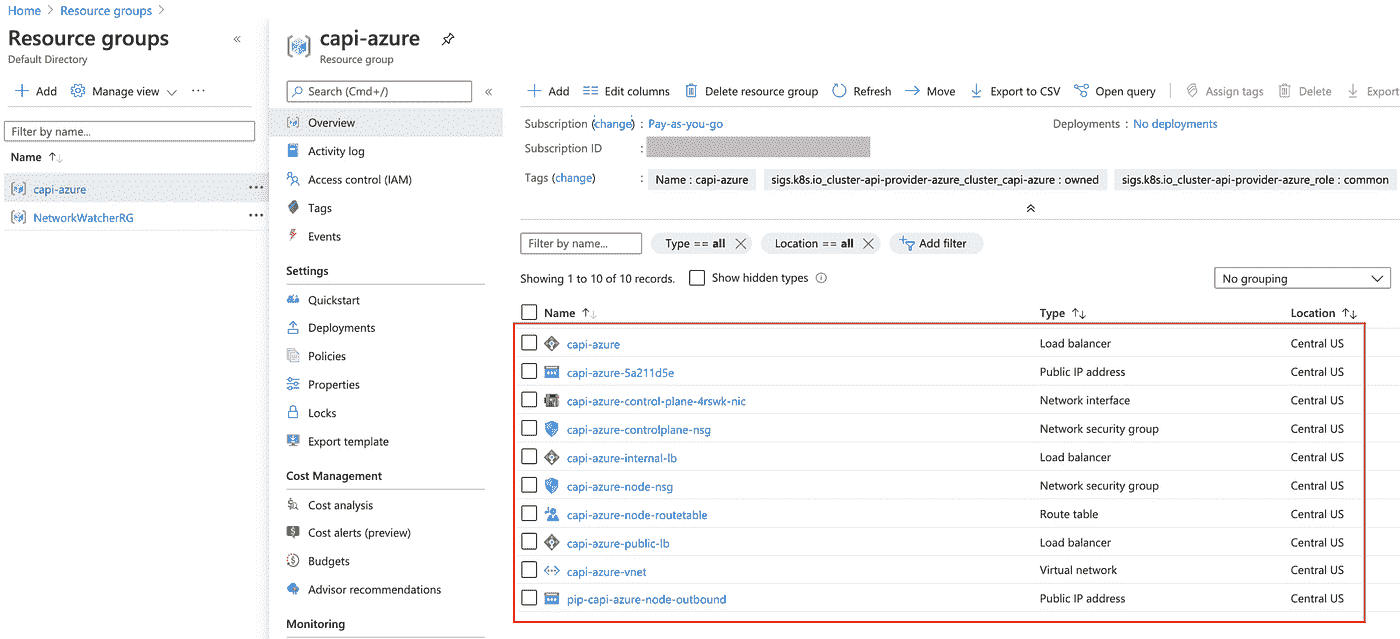 Home > Resource groups >
Resource groups
Default Directory
«
+ Add Manage view ···
Filter by name...
Name ↑↓
capi-azure ···
NetworkWatcherRG ···
capi-azure
Resource group
Search (Cmd+/) «
Overview
Activity log
Access control (IAM)
Tags
Events
Settings
Quickstart
Deployments
Policies
Properties
Locks
Export template
Cost Management
Cost analysis
Cost alerts (preview)
Budgets
Advisor recommendations
Monitoring
+ Add Edit columns Delete resource group Refresh Move Export to CSV Open query Assign tags Delete Export
Subscription (change) : Pay-as-you-go Deployments : No deployments
Subscription ID :
Tags (change) : Name : capi-azure sigs.k8s.io_cluster-api-provider-azure_cluster_capi-azure : owned sigs.k8s.io_cluster-api-provider-azure_role : common
Filter by name... Type == all Location == all Add filter
Showing 1 to 10 of 10 records. Show hidden types No grouping
Name ↑↓ Type ↑↓ Location ↑↓
capi-azure Load balancer Central US
capi-azure-5a211d5e Public IP address Central US
capi-azure-control-plane-4rswk-nic Network interface Central US
capi-azure-controlplane-nsg Network security group Central US
capi-azure-internal-lb Load balancer Central US
capi-azure-node-nsg Network security group Central US
capi-azure-node-routetable Route table Central US
capi-azure-public-lb Load balancer Central US
capi-azure-vnet Virtual network Central US
pip-capi-azure-node-outbound Public IP address Central US